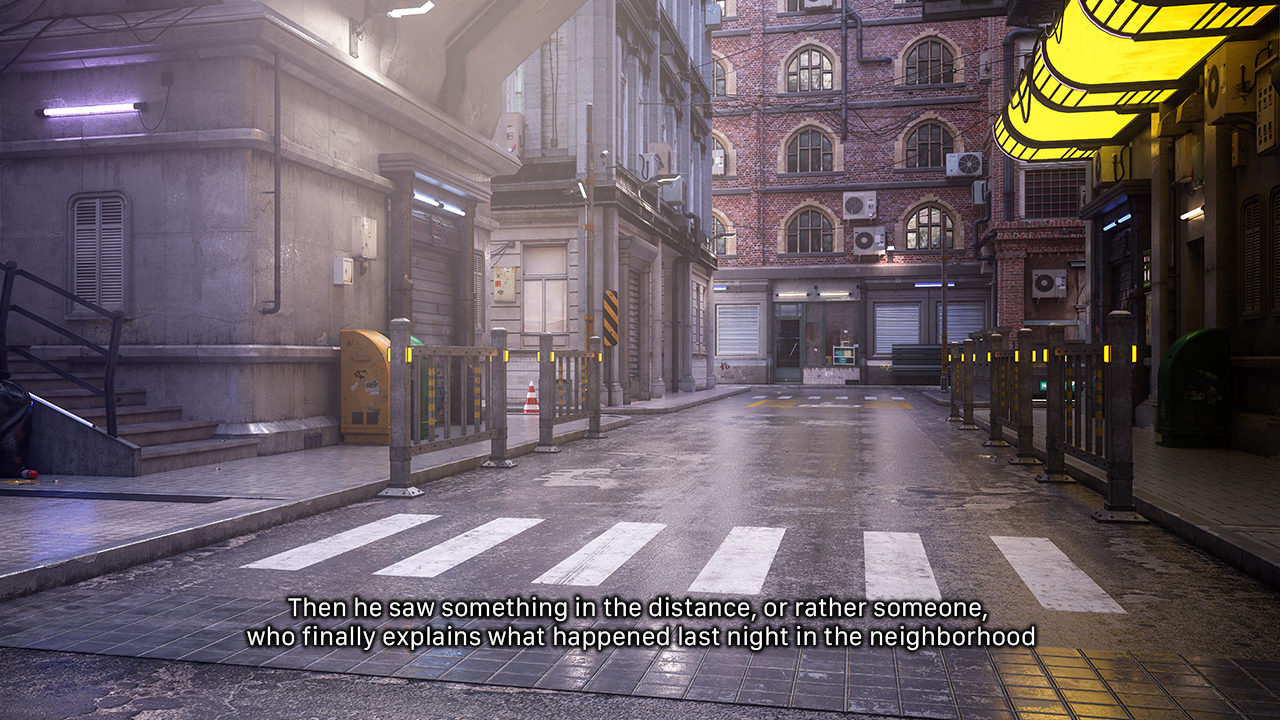 Then he saw something in the distance, or rather someone,
who finally explains what happened last night in the neighborhood